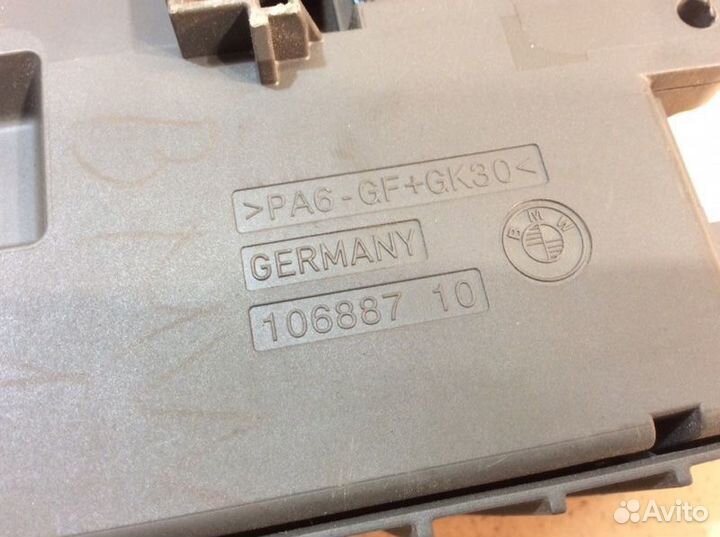 >PA6-GF+GK30<
GERMANY
BMW
106887 10
Avito